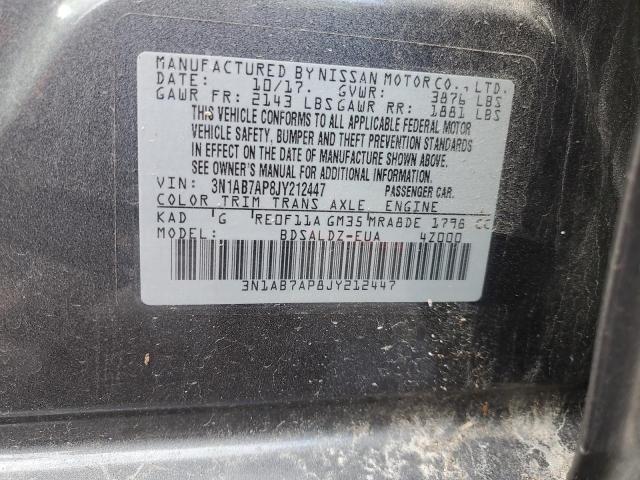 MANUFACTURED BY NISSAN MOTOR CO., LTD.
DATE: 10/17. GVWR: 3876 LBS
GAWR FR: 2143 LBS GAWR RR: 1881 LBS
THIS VEHICLE CONFORMS TO ALL APPLICABLE FEDERAL MOTOR
VEHICLE SAFETY, BUMPER AND THEFT PREVENTION STANDARDS
IN EFFECT ON THE DATE OF MANUFACTURE SHOWN ABOVE.
SEE OWNER'S MANUAL FOR ADDITIONAL INFORMATION.
VIN: 3N1AB7AP8JY212447 PASSENGER CAR.
COLOR TRIM TRANS AXLE ENGINE
KAD G RE0F11A GM35 MRA8DE 1798 CC
MODEL: BDSALDZ-EUA 4Z000
3N1AB7AP8JY212447